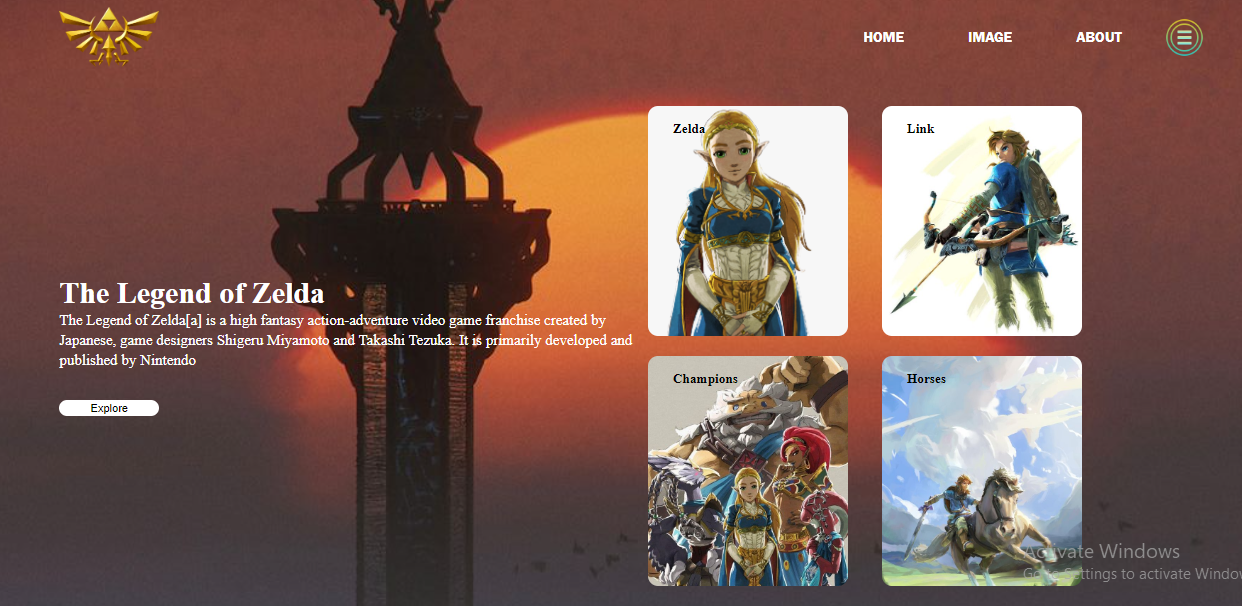 HOME
IMAGE
ABOUT
Zelda
Link
The Legend of Zelda
The Legend of Zelda[a] is a high fantasy action-adventure video game franchise created by
Japanese, game designers Shigeru Miyamoto and Takashi Tezuka. It is primarily developed and
published by Nintendo
Explore
Champions
Horses
Activate Windows
Go to Settings to activate Window